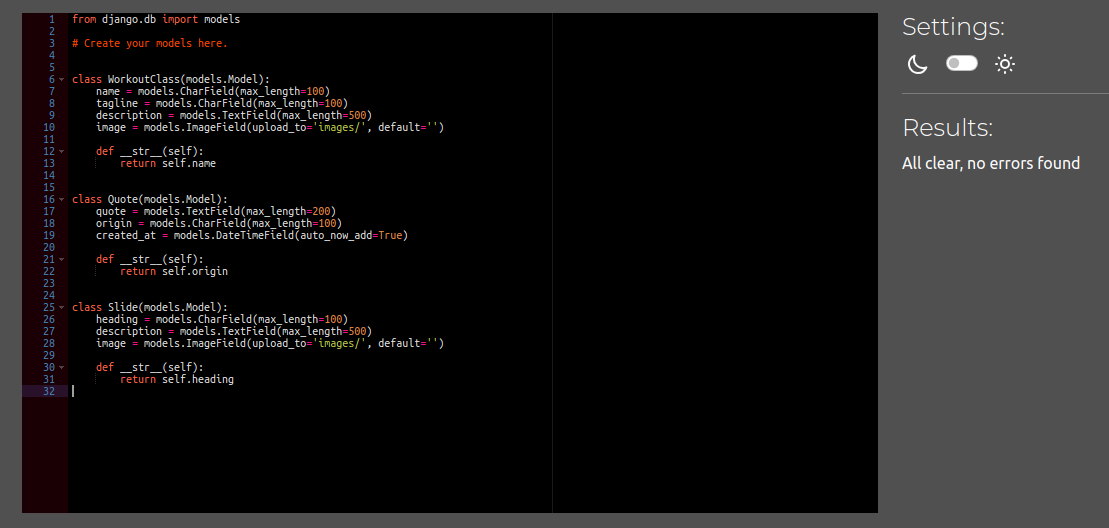 1 from django.db import models
2
3 # Create your models here.
4
5
6 class WorkoutClass(models.Model):
7     name = models.CharField(max_length=100)
8     tagline = models.CharField(max_length=100)
9     description = models.TextField(max_length=500)
10     image = models.ImageField(upload_to='images/', default='')
11
12     def __str__(self):
13         return self.name
14
15
16 class Quote(models.Model):
17     quote = models.TextField(max_length=200)
18     origin = models.CharField(max_length=100)
19     created_at = models.DateTimeField(auto_now_add=True)
20
21     def __str__(self):
22         return self.origin
23
24
25 class Slide(models.Model):
26     heading = models.CharField(max_length=100)
27     description = models.TextField(max_length=500)
28     image = models.ImageField(upload_to='images/', default='')
29
30     def __str__(self):
31         return self.heading
32
Settings:
Results:
All clear, no errors found